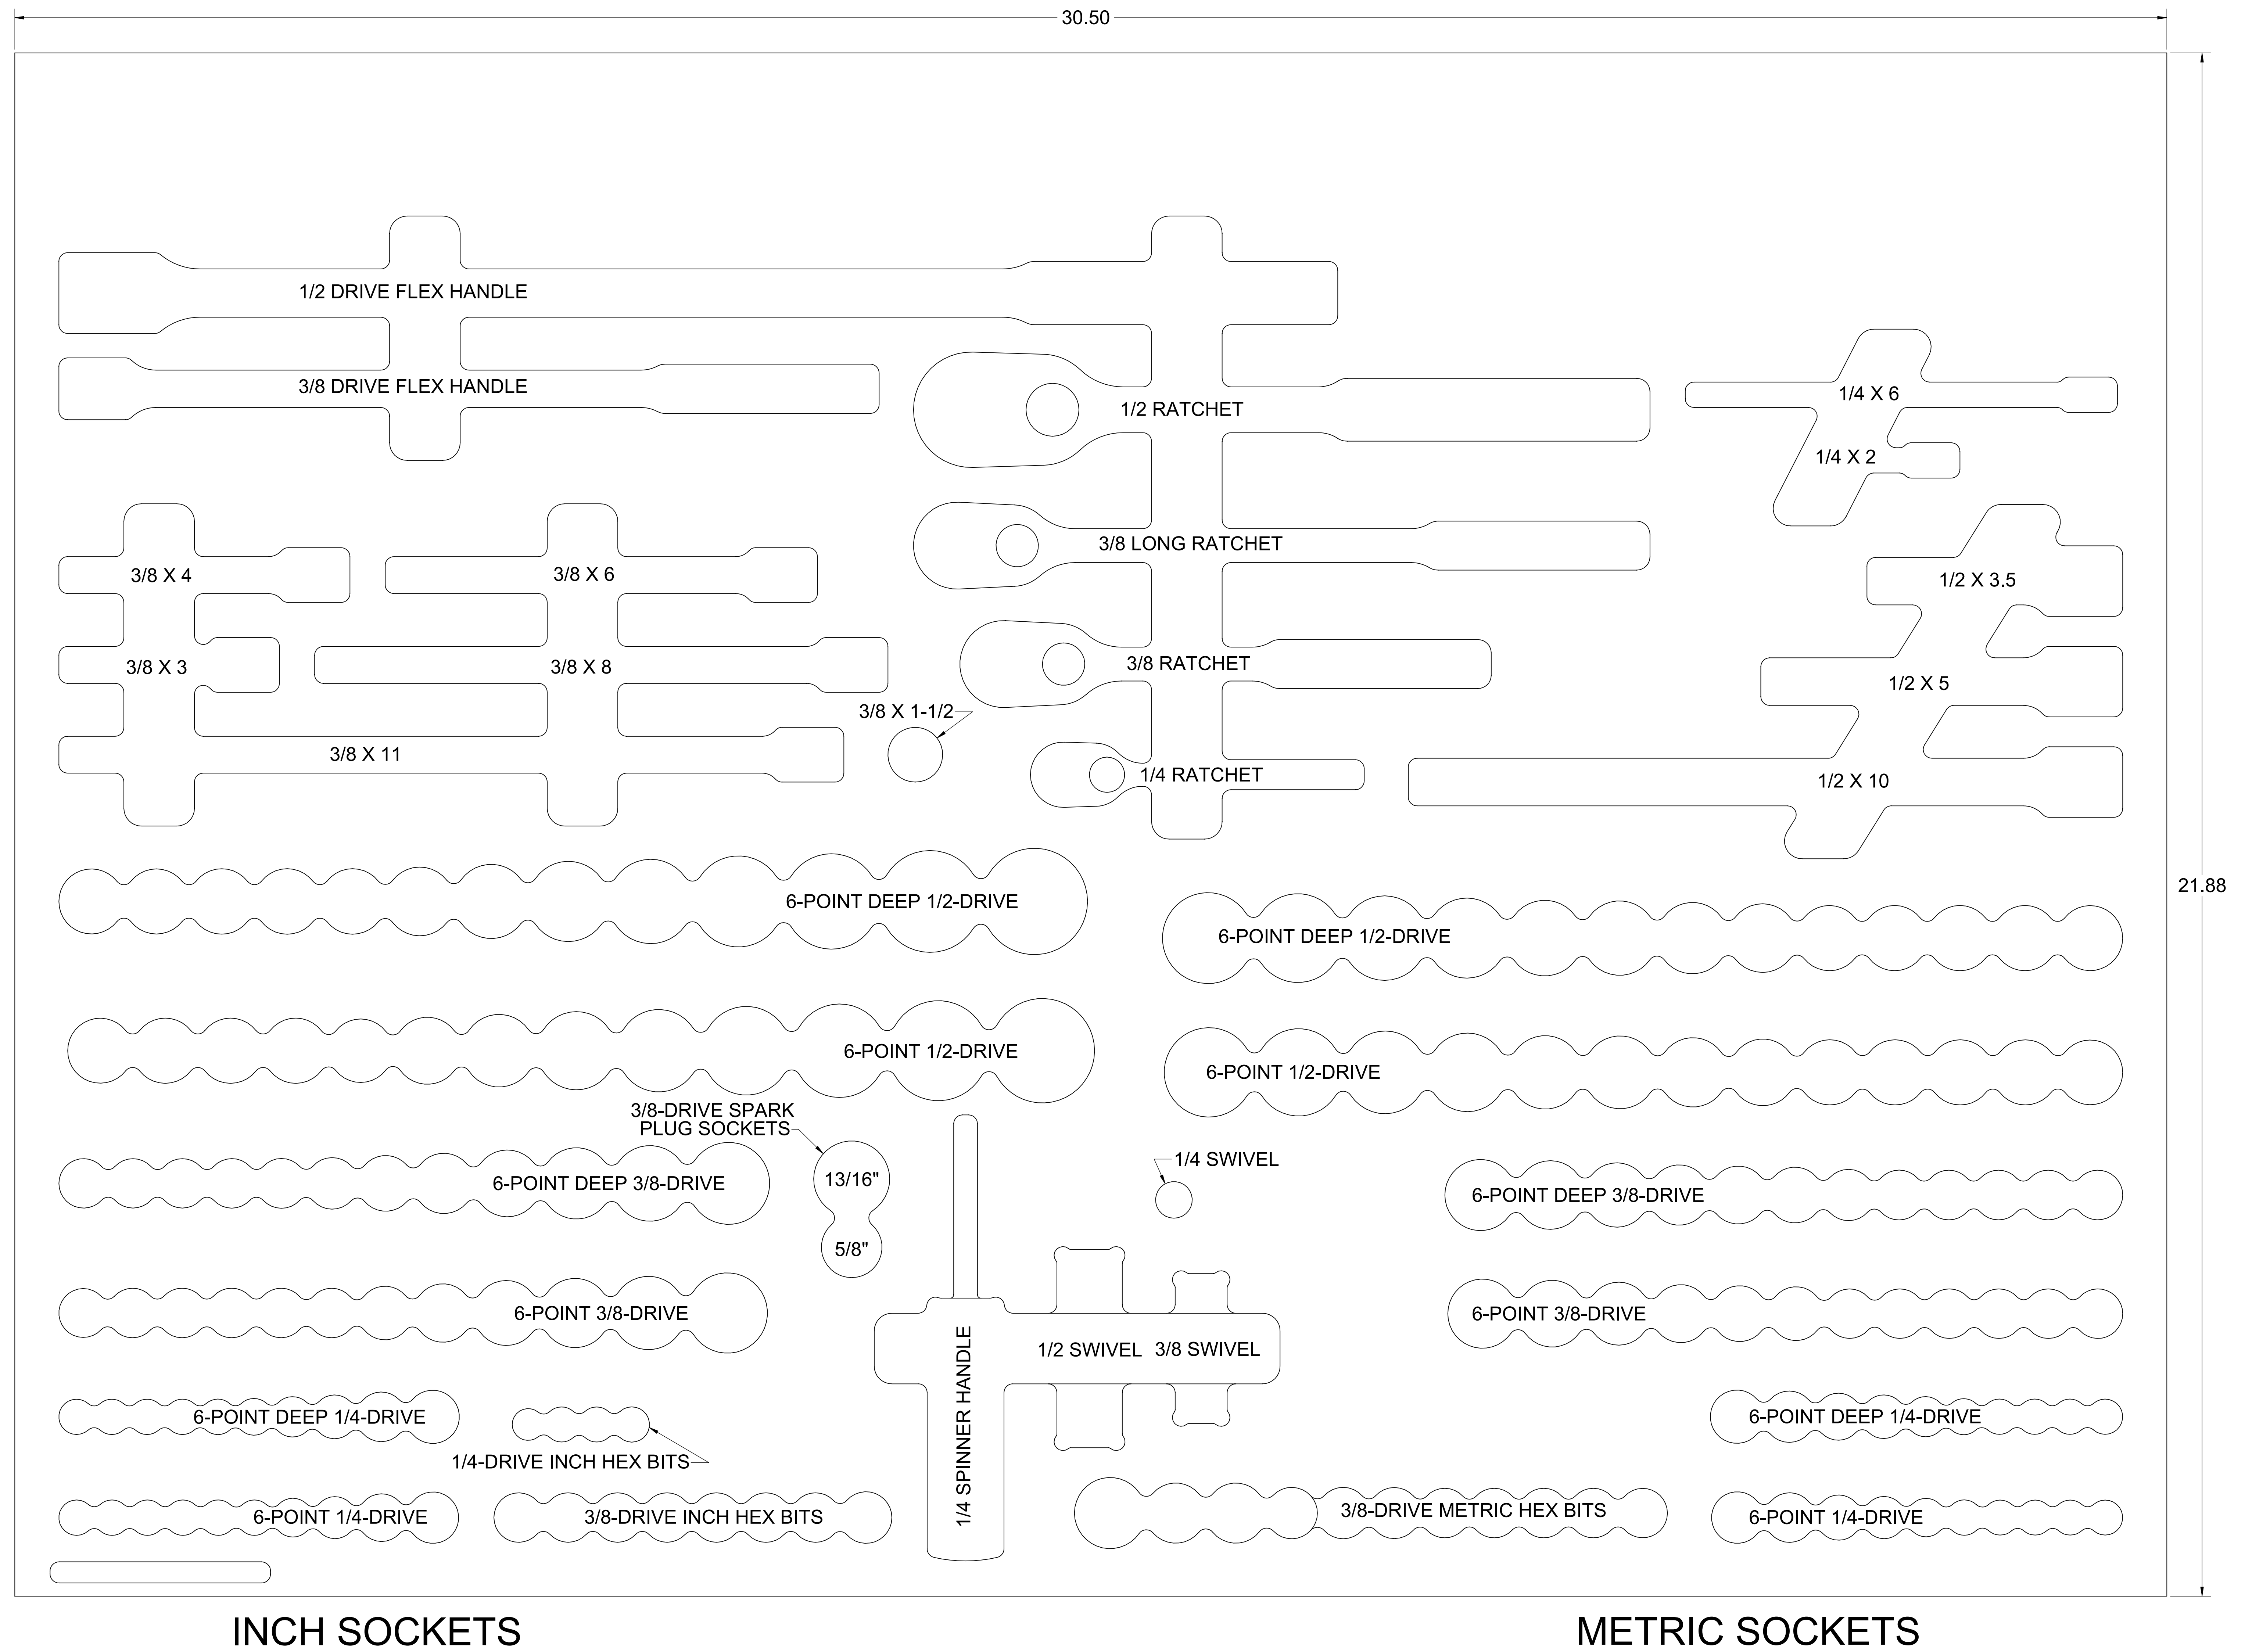 30.50
1/2 DRIVE FLEX HANDLE
3/8 DRIVE FLEX HANDLE
1/2 RATCHET
1/4 X 6
1/4 X 2
3/8 LONG RATCHET
3/8 X 4
3/8 X 6
1/2 X 3.5
3/8 X 3
3/8 X 8
3/8 RATCHET
1/2 X 5
3/8 X 1-1/2
3/8 X 11
1/4 RATCHET
1/2 X 10
21.88
6-POINT DEEP 1/2-DRIVE
6-POINT DEEP 1/2-DRIVE
6-POINT 1/2-DRIVE
6-POINT 1/2-DRIVE
3/8-DRIVE SPARK
PLUG SOCKETS
13/16"
5/8"
1/4 SWIVEL
6-POINT DEEP 3/8-DRIVE
6-POINT DEEP 3/8-DRIVE
6-POINT 3/8-DRIVE
6-POINT 3/8-DRIVE
1/4 SPINNER HANDLE
1/2 SWIVEL
3/8 SWIVEL
6-POINT DEEP 1/4-DRIVE
1/4-DRIVE INCH HEX BITS
6-POINT DEEP 1/4-DRIVE
6-POINT 1/4-DRIVE
3/8-DRIVE INCH HEX BITS
3/8-DRIVE METRIC HEX BITS
6-POINT 1/4-DRIVE
INCH SOCKETS
METRIC SOCKETS